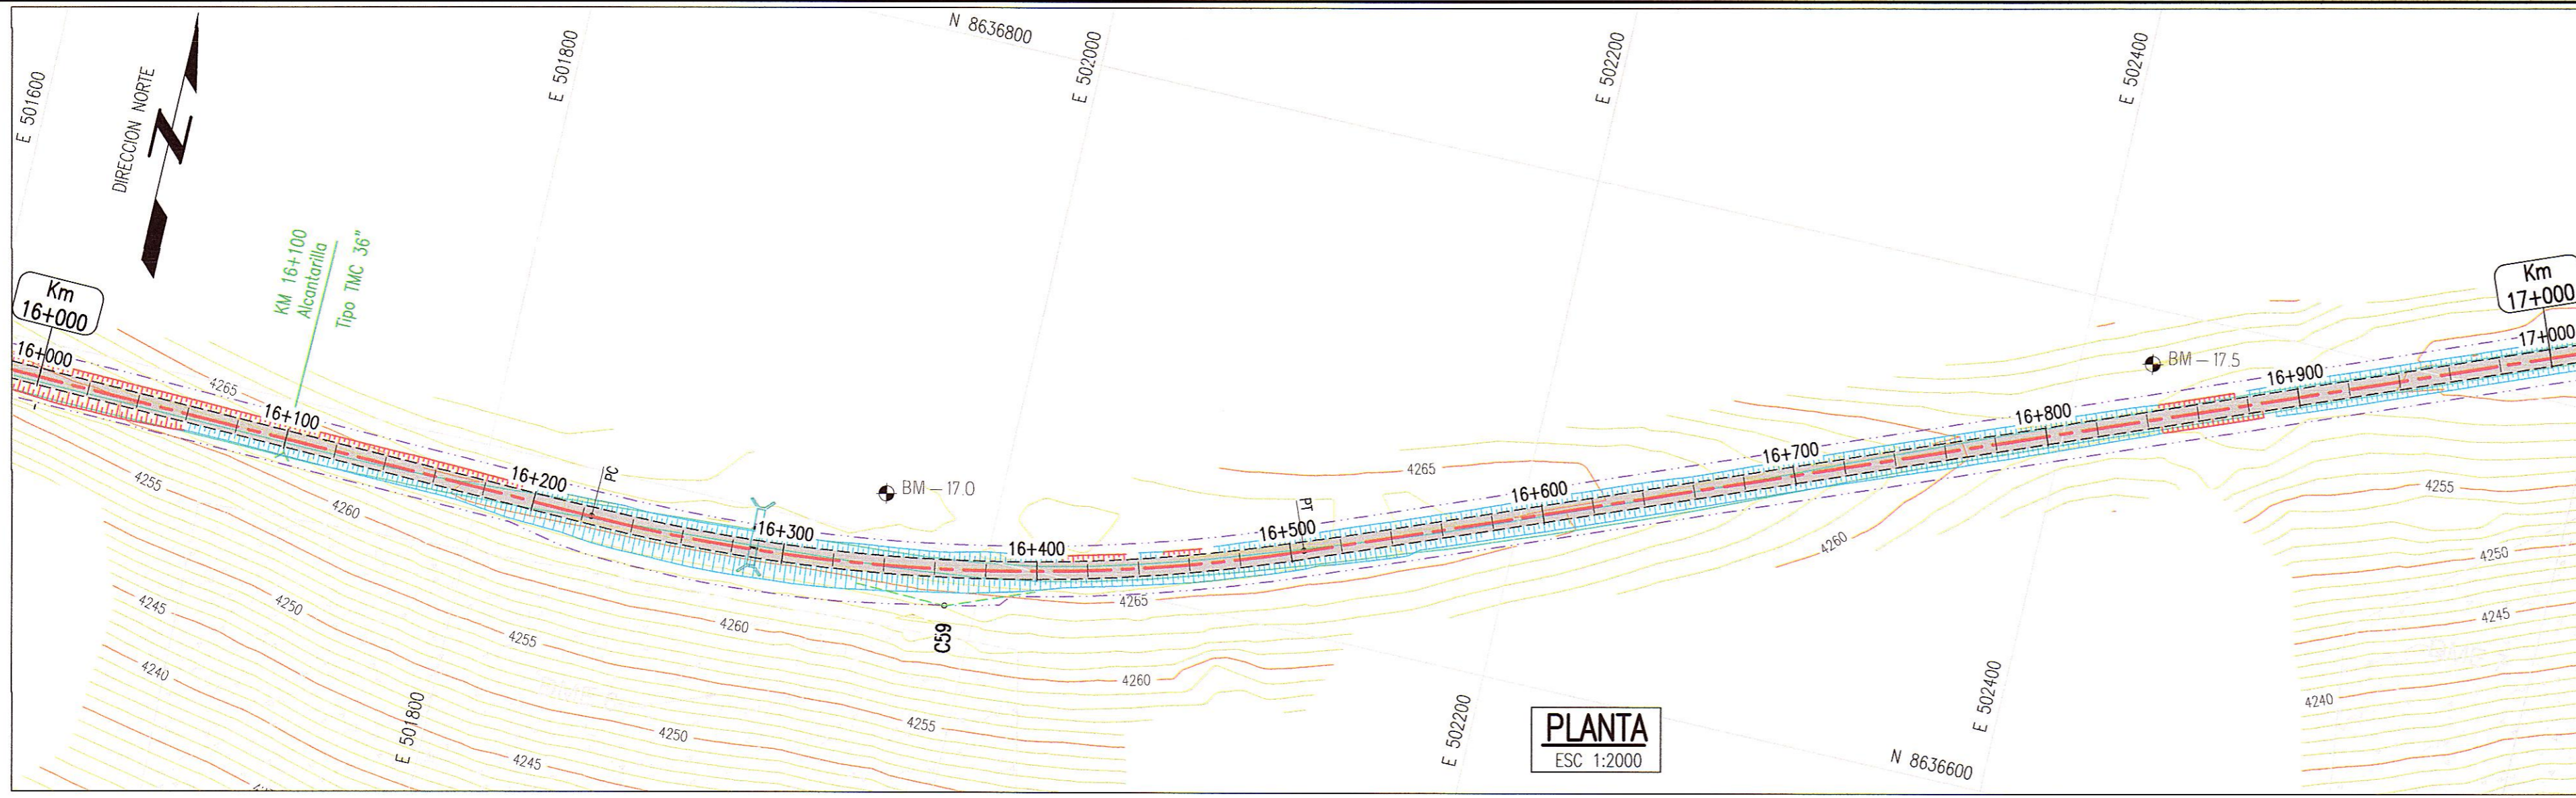 N 8636800
E 501600
E 501800
E 502000
E 502200
E 502400
DIRECCION NORTE
N
KM 16+100
Alcantarilla
Tipo TMC 36"
Km
16+000
Km
17+000
16+000
16+100
16+200
PC
16+300
16+400
16+500
PT
16+600
16+700
16+800
16+900
17+000
BM - 17.0
BM - 17.5
4265
4255
4260
4265
4265
4260
4255
4250
4245
4240
4245
4250
4255
4260
4260
4255
4250
4245
4240
C59
E 501800
E 502200
E 502400
N 8636600
PLANTA
ESC 1:2000